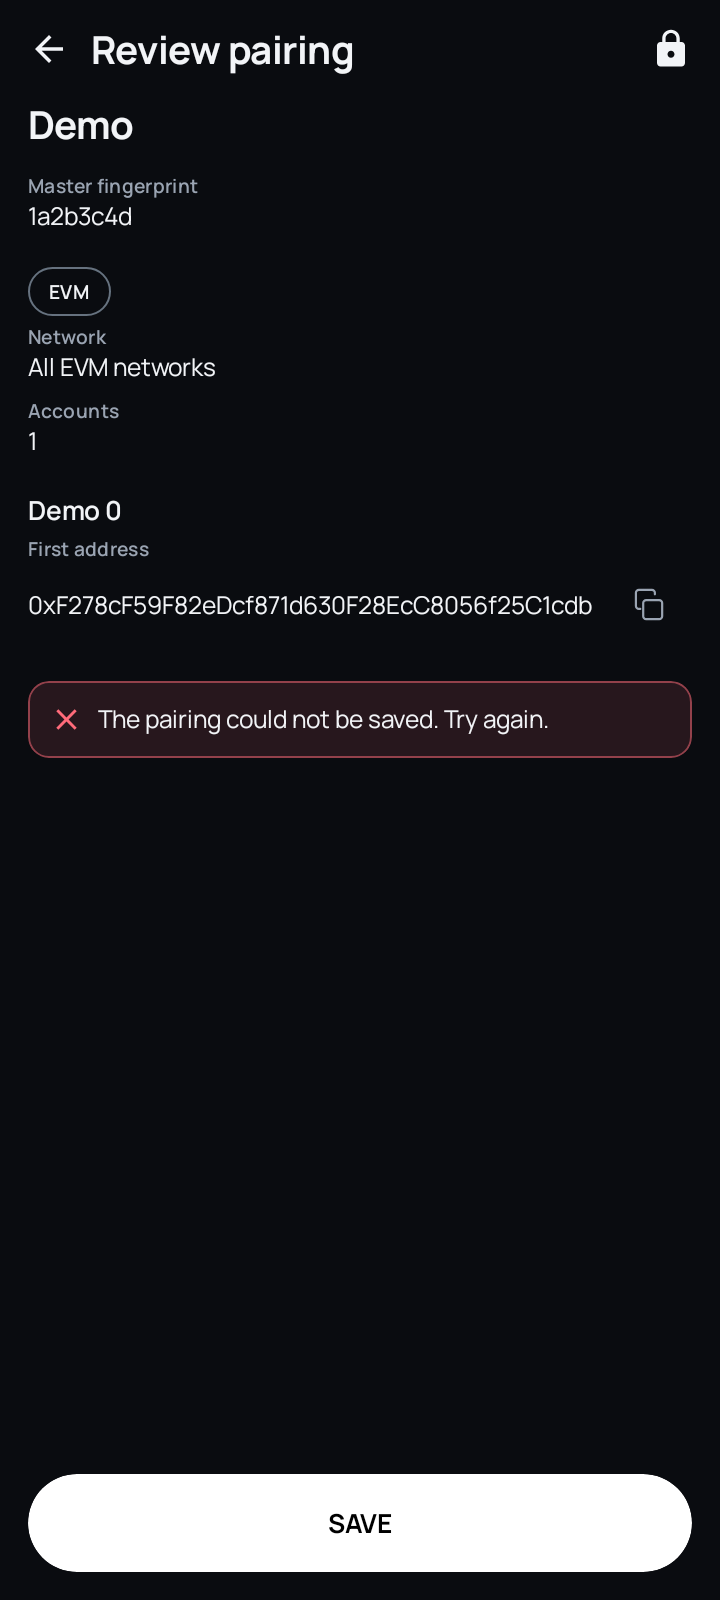 Review pairing
Demo
Master fingerprint
1a2b3c4d
EVM
Network
All EVM networks
Accounts
1
Demo 0
First address
0xF278cF59F82eDcf871d630F28EcC8056f25C1cdb
The pairing could not be saved. Try again.
SAVE